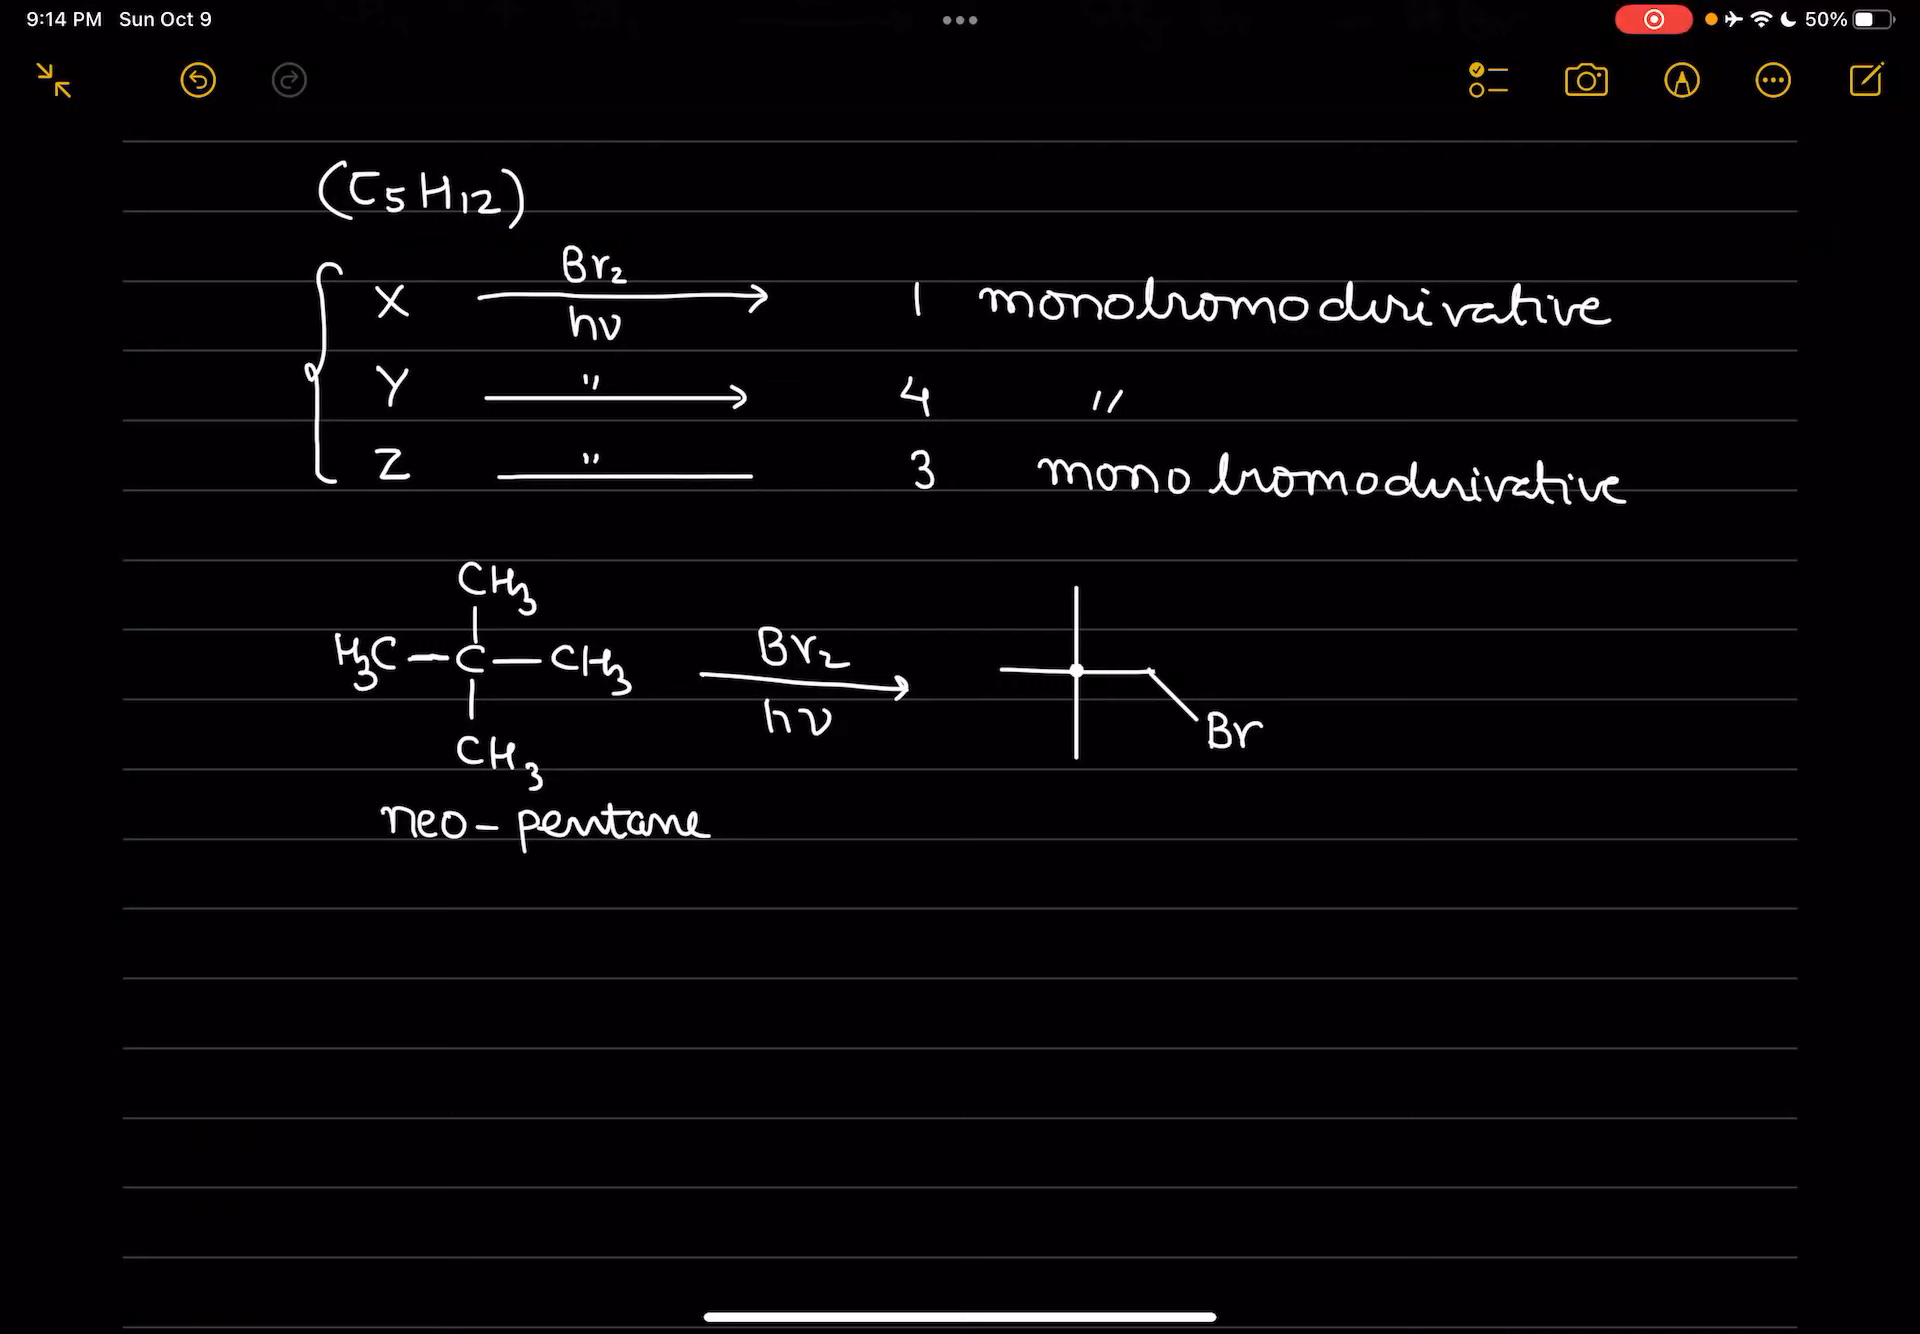 9:14 PM Sun Oct 9
50%
(C5H12)
X Br2 hν 1 monobromoderivative
Y " 4 "
Z " 3 monobromoderivative
CH3
H3C-C-CH3 Br2
hν Br
CH3
neo-pentane